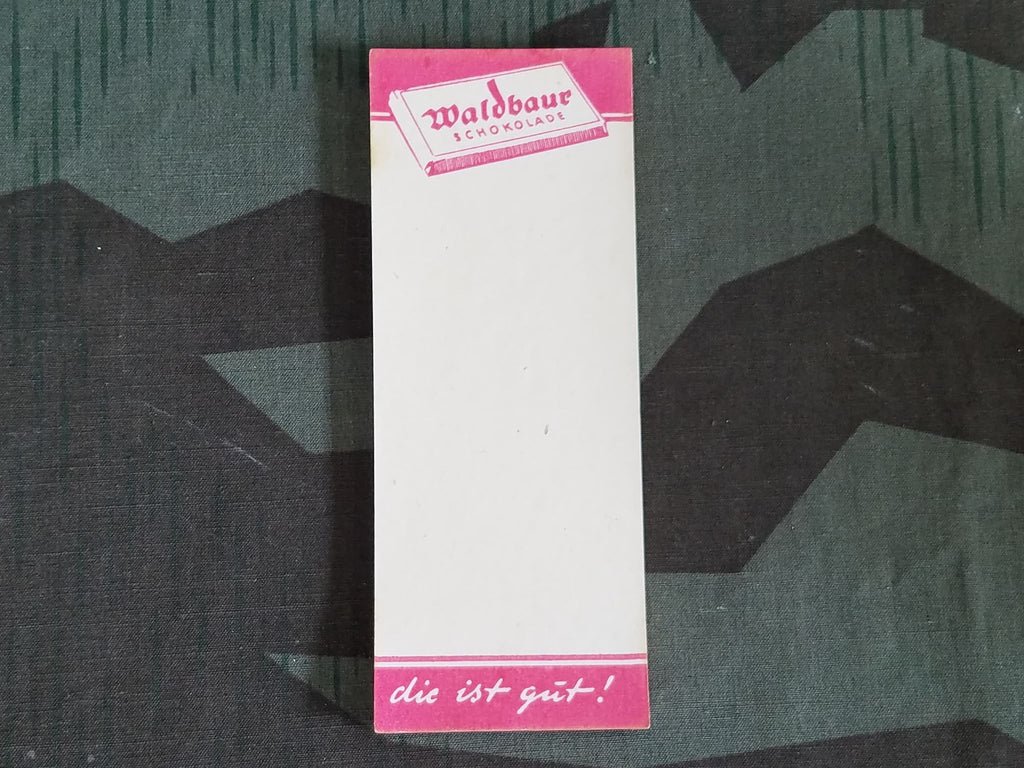 Waldbaur
SCHOKOLADE
die ist gut!